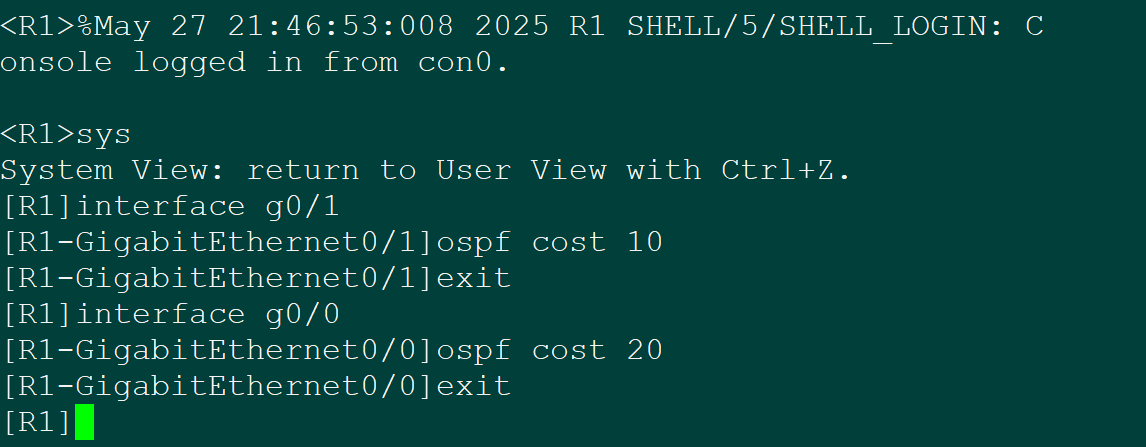 <R1>%May 27 21:46:53:008 2025 R1 SHELL/5/SHELL_LOGIN: C
onsole logged in from con0.
<R1>sys
System View: return to User View with Ctrl+Z.
[R1]interface g0/1
[R1-GigabitEthernet0/1]ospf cost 10
[R1-GigabitEthernet0/1]exit
[R1]interface g0/0
[R1-GigabitEthernet0/0]ospf cost 20
[R1-GigabitEthernet0/0]exit
[R1]